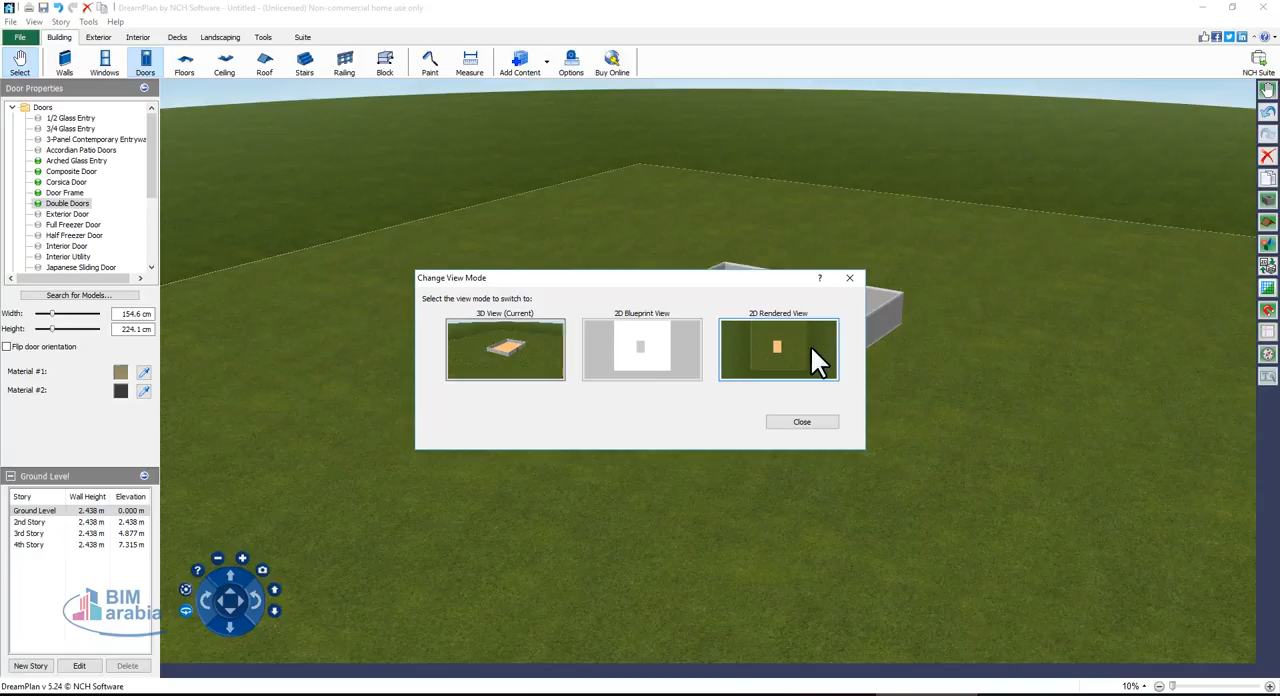 DreamPlan by NCH Software - Untitled - (Unlicensed) Non-commercial home use only
File View Story Tools Help
File Building Exterior Interior Decks Landscaping Tools Suite
Select Walls Windows Doors Floors Ceiling Roof Stairs Railing Block Paint Measure Add Content Options Buy Online NCH Suite
Door Properties
Doors
1/2 Glass Entry
3/4 Glass Entry
3-Panel Contemporary Entrywa
Accordian Patio Doors
Arched Glass Entry
Composite Door
Corsica Door
Door Frame
Double Doors
Exterior Door
Full Freezer Door
Half Freezer Door
Interior Door
Interior Utility
Japanese Sliding Door
Search for Models...
Width: 154.6 cm
Height: 224.1 cm
Flip door orientation
Material #1:
Material #2:
Change View Mode
Select the view mode to switch to:
3D View (Current) 2D Blueprint View 2D Rendered View
Close
Ground Level
Story Wall Height Elevation
Ground Level 2.438 m 0.000 m
2nd Story 2.438 m 2.438 m
3rd Story 2.438 m 4.877 m
4th Story 2.438 m 7.315 m
BIM
arabia
New Story Edit Delete
DreamPlan v 5.24 © NCH Software
10%